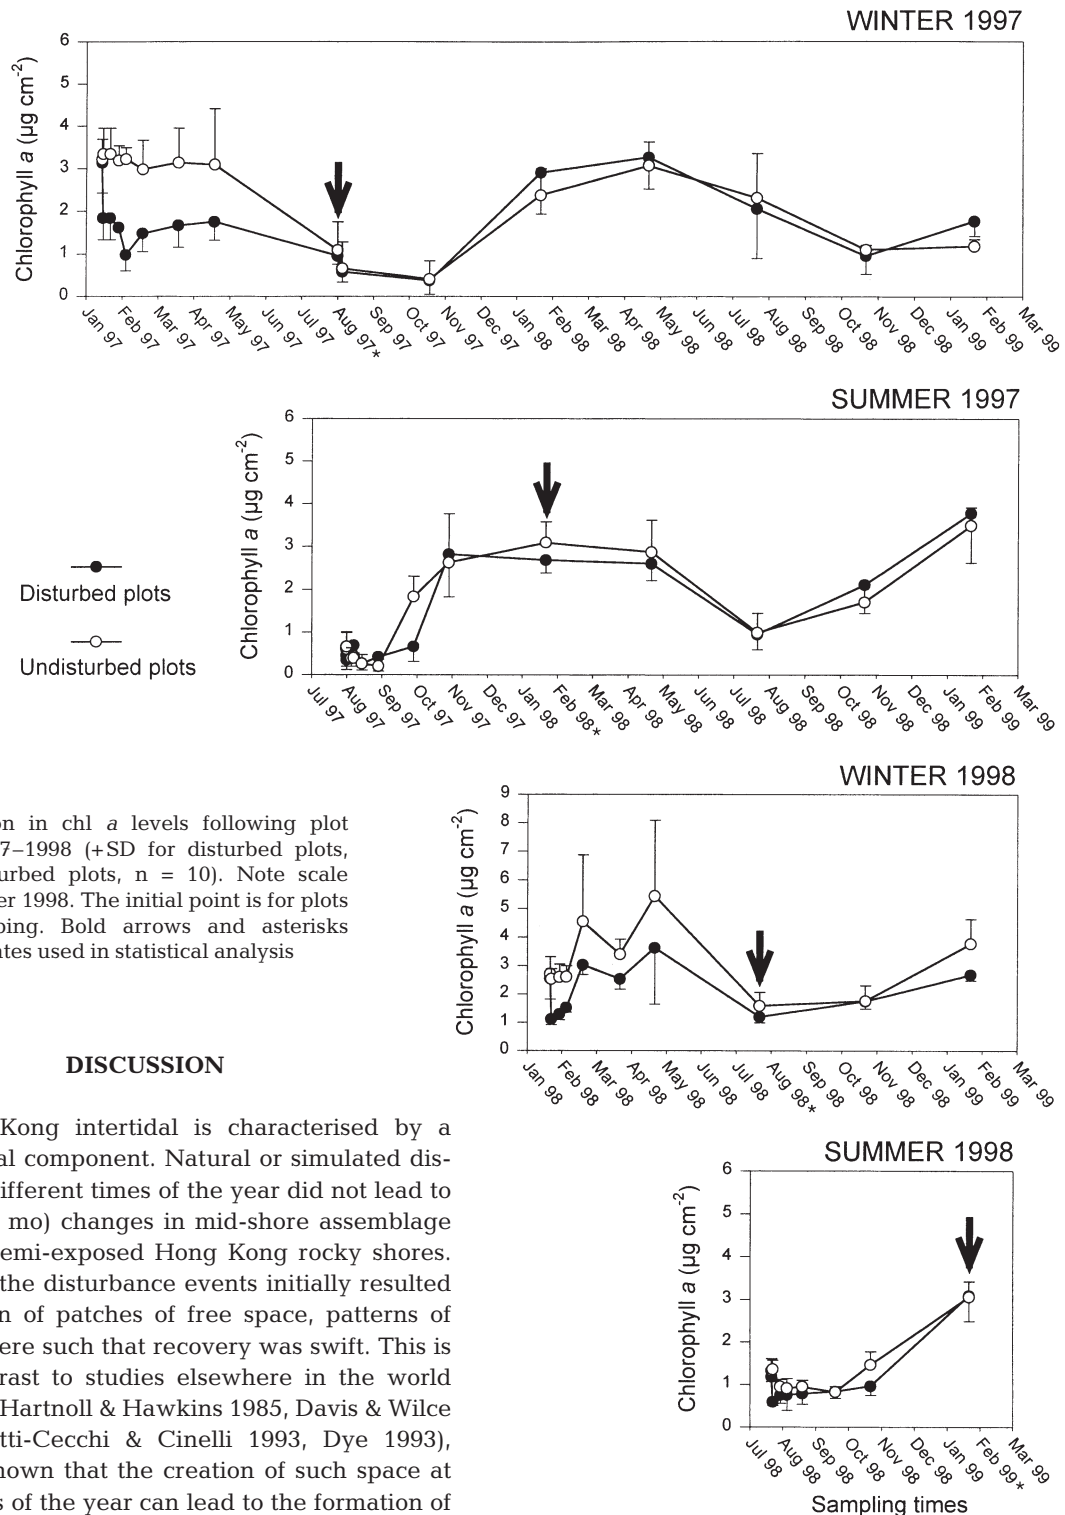 WINTER 1997
Chlorophyll a (µg cm-2)
6
5
4
3
2
1
0
Jan 97
Feb 97
Mar 97
Apr 97
May 97
Jun 97
Jul 97
Aug 97*
Sep 97
Oct 97
Nov 97
Dec 97
Jan 98
Feb 98
Mar 98
Apr 98
May 98
Jun 98
Jul 98
Aug 98
Sep 98
Oct 98
Nov 98
Dec 98
Jan 99
Feb 99
Mar 99
SUMMER 1997
Chlorophyll a (µg cm-2)
6
5
4
3
2
1
0
Jul 97
Aug 97
Sep 97
Oct 97
Nov 97
Dec 97
Jan 98
Feb 98*
Mar 98
Apr 98
May 98
Jun 98
Jul 98
Aug 98
Sep 98
Oct 98
Nov 98
Dec 98
Jan 99
Feb 99
Mar 99
Disturbed plots
Undisturbed plots
WINTER 1998
Chlorophyll a (µg cm-2)
9
8
7
6
5
4
3
2
1
0
Jan 98
Feb 98
Mar 98
Apr 98
May 98
Jun 98
Jul 98
Aug 98*
Sep 98
Oct 98
Nov 98
Dec 98
Jan 99
Feb 99
Mar 99
on in chl a levels following plot
7–1998 (+SD for disturbed plots,
urbed plots, n = 10). Note scale
er 1998. The initial point is for plots
ping. Bold arrows and asterisks
ates used in statistical analysis
SUMMER 1998
Chlorophyll a (µg cm-2)
6
5
4
3
2
1
0
Jul 98
Aug 98
Sep 98
Oct 98
Nov 98
Dec 98
Jan 99
Feb 99*
Mar 99
Sampling times
DISCUSSION
Kong intertidal is characterised by a
al component. Natural or simulated dis-
ifferent times of the year did not lead to
mo) changes in mid-shore assemblage
emi-exposed Hong Kong rocky shores.
the disturbance events initially resulted
n of patches of free space, patterns of
ere such that recovery was swift. This is
rast to studies elsewhere in the world
Hartnoll & Hawkins 1985, Davis & Wilce
tti-Cecchi & Cinelli 1993, Dye 1993),
nown that the creation of such space at
s of the year can lead to the formation of